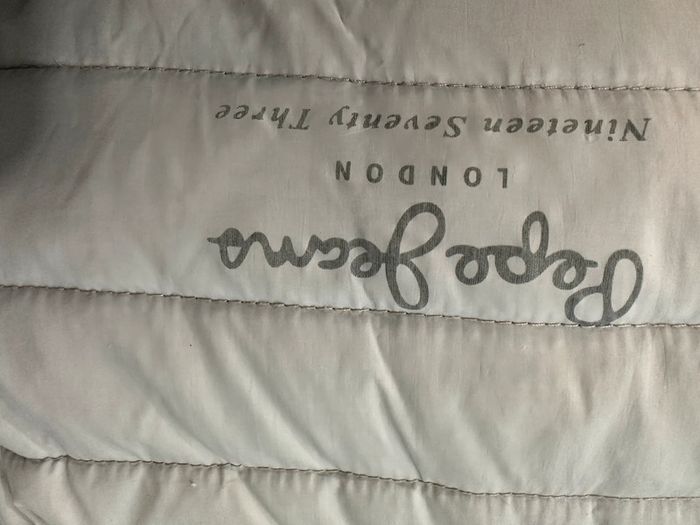 Pepe Jeans
LONDON
Nineteen Seventy Three